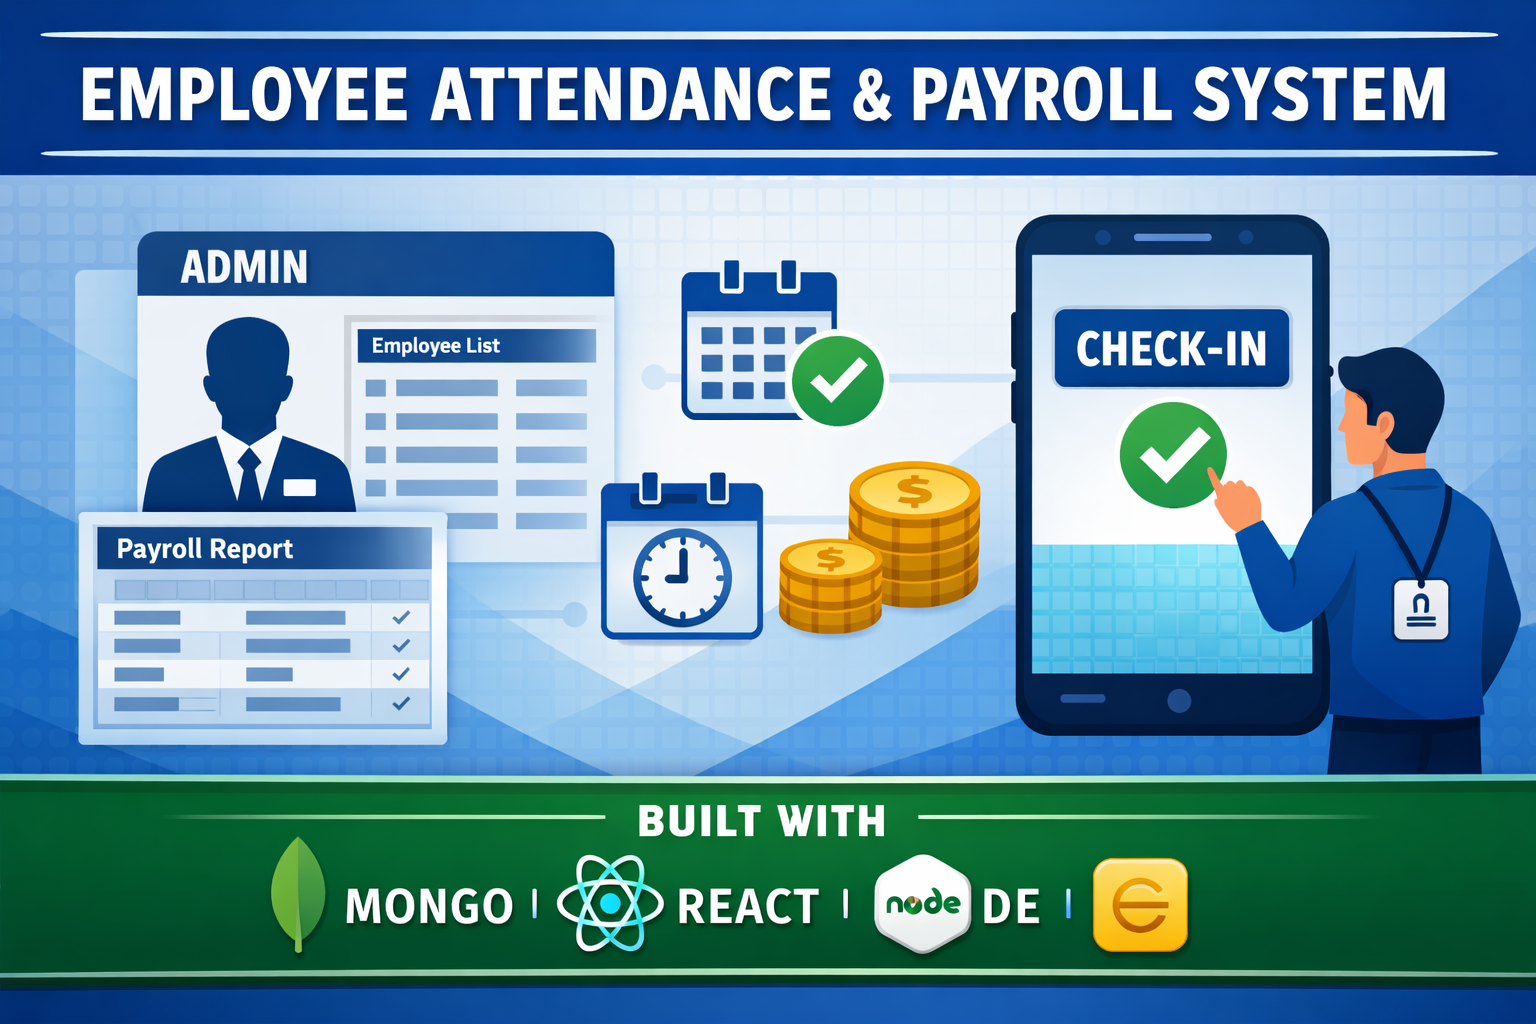 EMPLOYEE ATTENDANCE & PAYROLL SYSTEM
ADMIN
Employee List
Payroll Report
$
$
CHECK-IN
BUILT WITH
MONGO | REACT | node DE | e